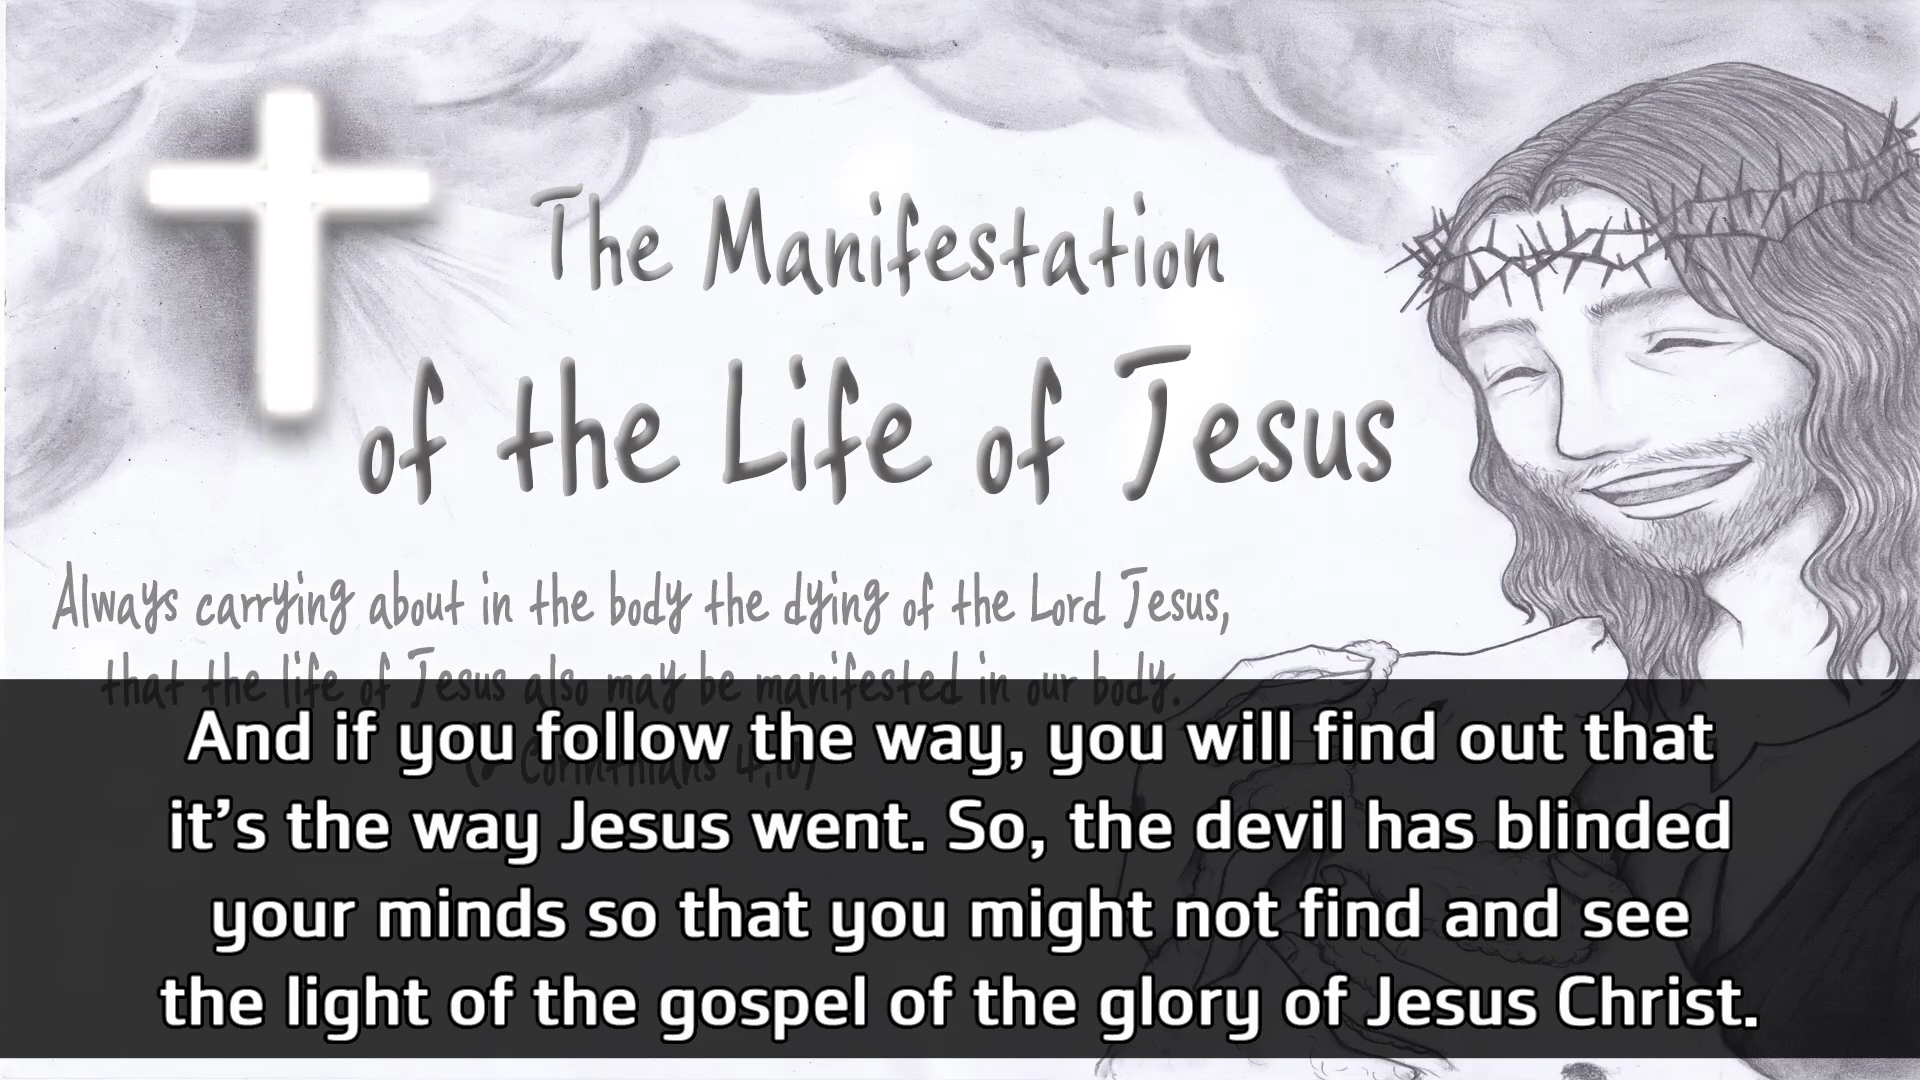 The Manifestation
of the Life of Jesus
Always carrying about in the body the dying of the Lord Jesus,
that the life of Jesus also may be manifested in our body.
Corinthians 4:10)
And if you follow the way, you will find out that
it’s the way Jesus went. So, the devil has blinded
your minds so that you might not find and see
the light of the gospel of the glory of Jesus Christ.